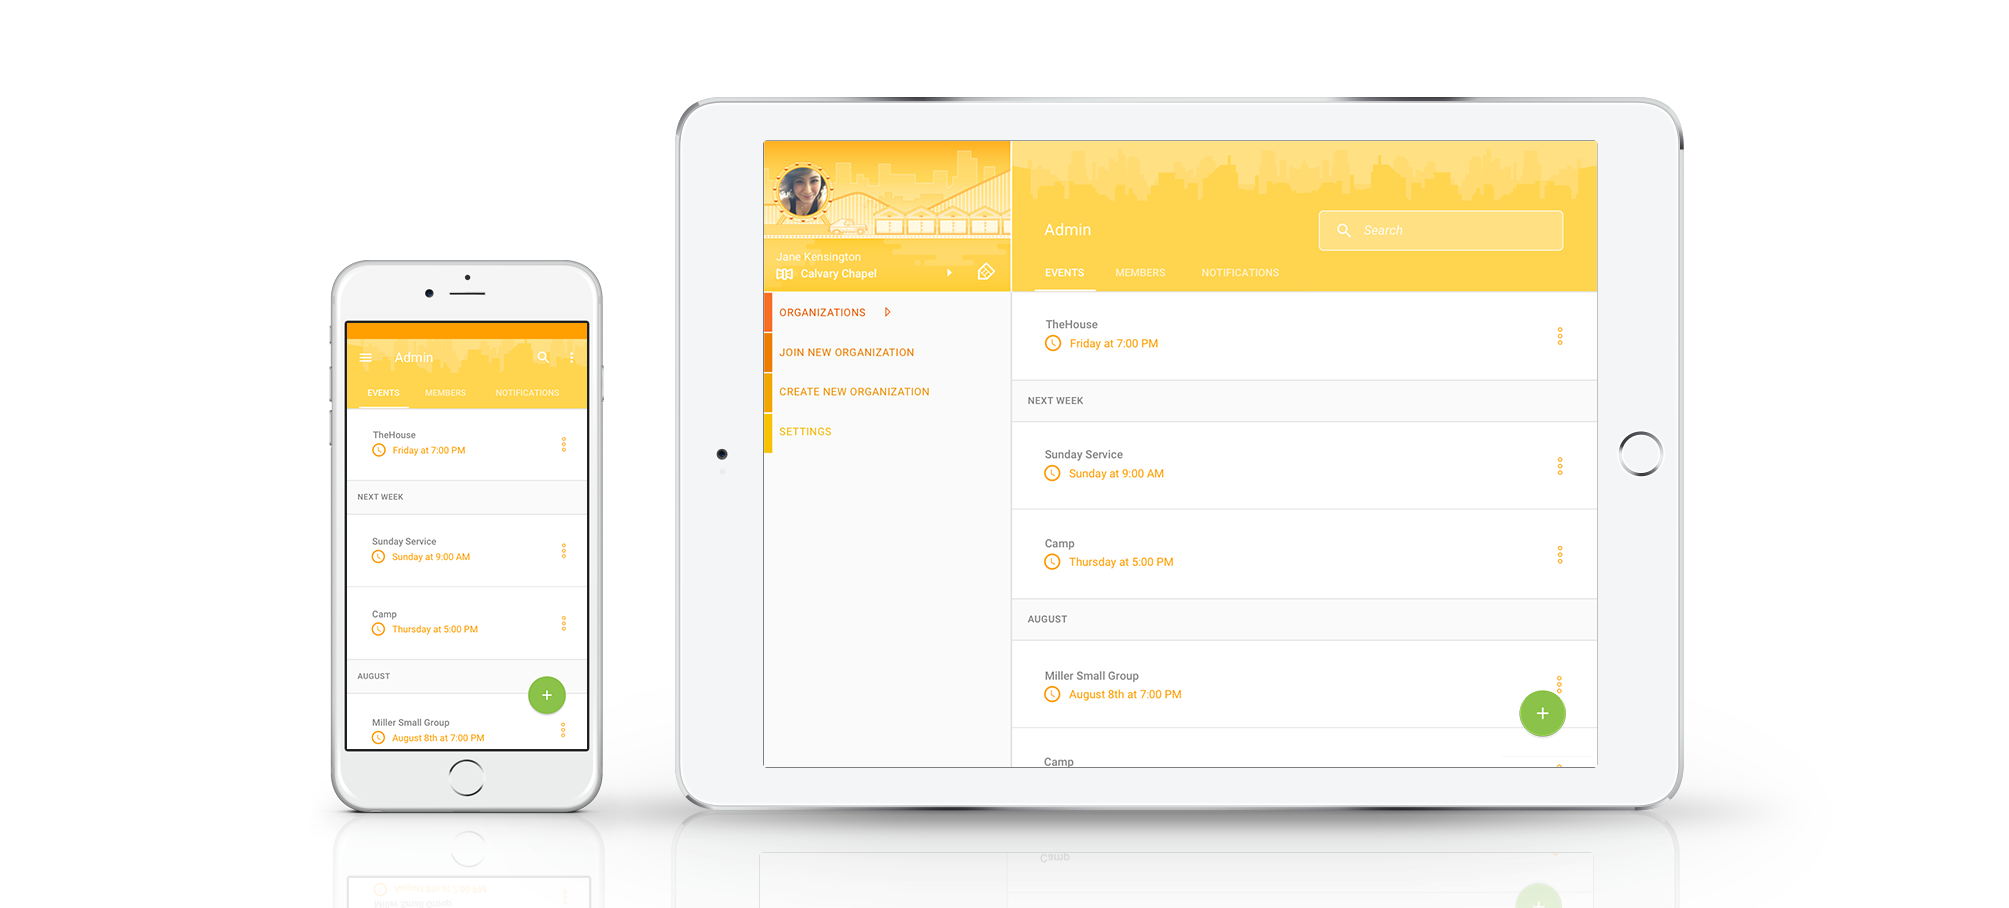 Admin
EVENTS MEMBERS NOTIFICATIONS
TheHouse
Friday at 7:00 PM
NEXT WEEK
Sunday Service
Sunday at 9:00 AM
Camp
Thursday at 5:00 PM
AUGUST
Miller Small Group
August 8th at 7:00 PM
Jane Kensington
Calvary Chapel
ORGANIZATIONS
JOIN NEW ORGANIZATION
CREATE NEW ORGANIZATION
SETTINGS
Admin
Search
EVENTS MEMBERS NOTIFICATIONS
TheHouse
Friday at 7:00 PM
NEXT WEEK
Sunday Service
Sunday at 9:00 AM
Camp
Thursday at 5:00 PM
AUGUST
Miller Small Group
August 8th at 7:00 PM
Camp